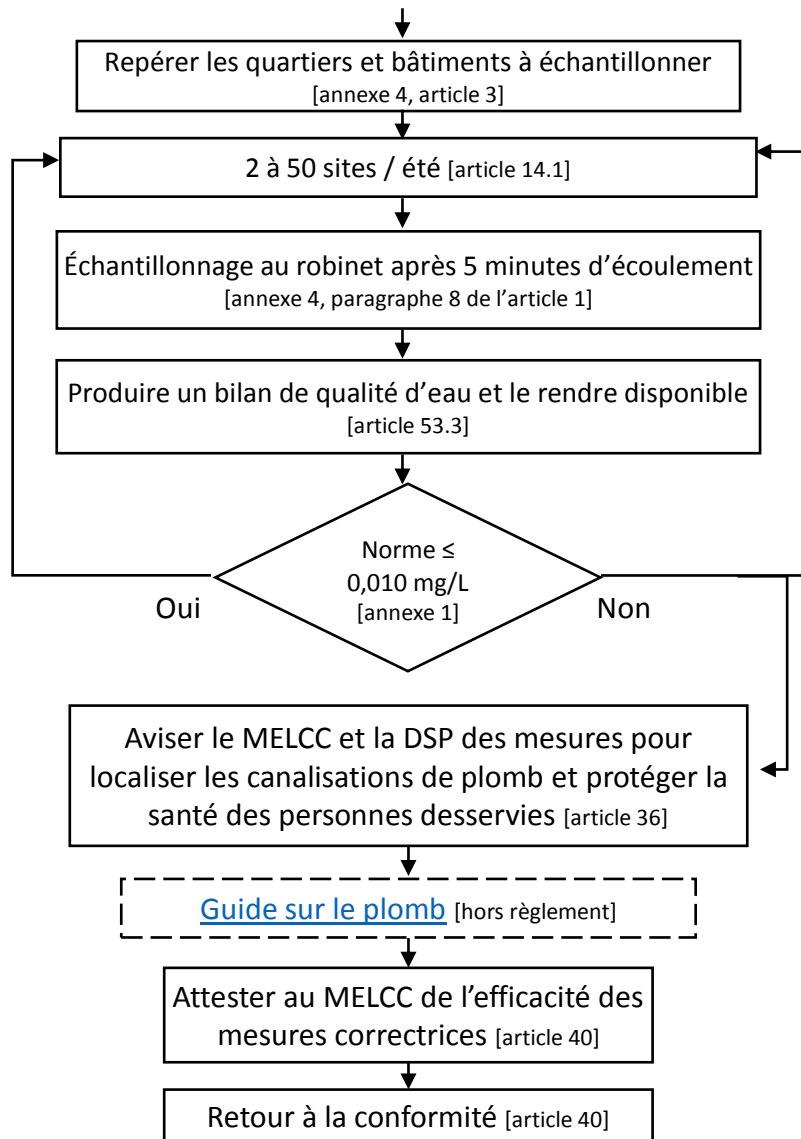 Repérer les quartiers et bâtiments à échantillonner
[annexe 4, article 3]
2 à 50 sites / été [article 14.1]
Échantillonnage au robinet après 5 minutes d’écoulement
[annexe 4, paragraphe 8 de l’article 1]
Produire un bilan de qualité d’eau et le rendre disponible
[article 53.3]
Norme ≤
0,010 mg/L
[annexe 1]
Oui
Non
Aviser le MELCC et la DSP des mesures pour
localiser les canalisations de plomb et protéger la
santé des personnes desservies [article 36]
Guide sur le plomb [hors règlement]
Attester au MELCC de l’efficacité des
mesures correctrices [article 40]
Retour à la conformité [article 40]